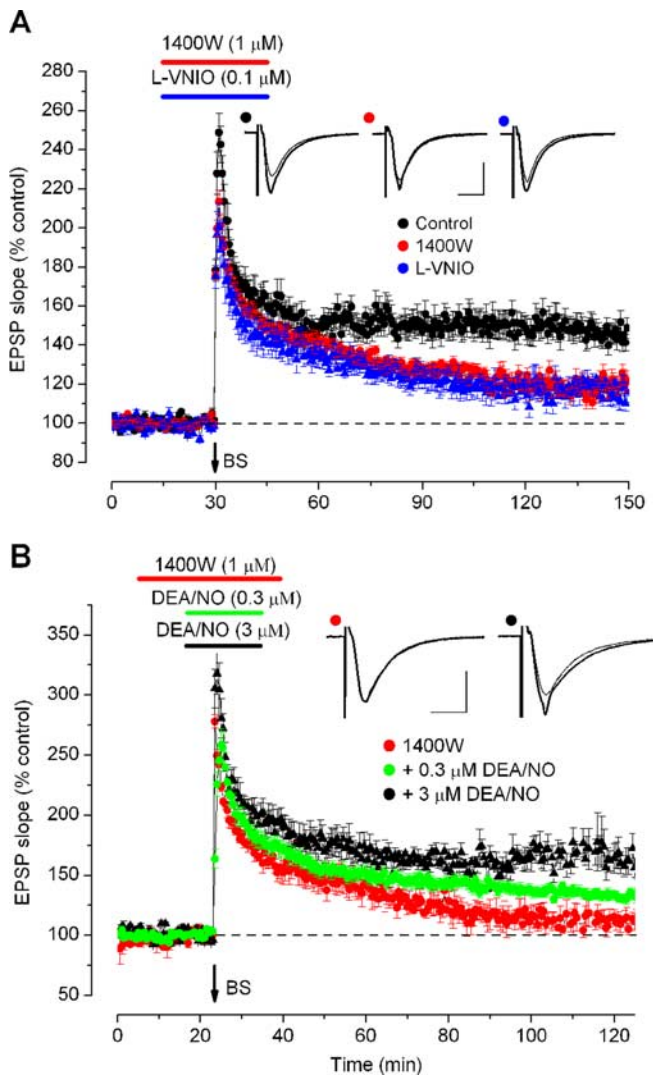 A
1400W (1 μM)
L-VNIO (0.1 μM)
EPSP slope (% control)
260
240
220
200
180
160
140
120
100
80
Control
1400W
L-VNIO
BS
0 30 60 90 120 150
B
1400W (1 μM)
DEA/NO (0.3 μM)
DEA/NO (3 μM)
EPSP slope (% control)
350
300
250
200
150
100
50
1400W
+ 0.3 μM DEA/NO
+ 3 μM DEA/NO
BS
0 20 40 60 80 100 120
Time (min)